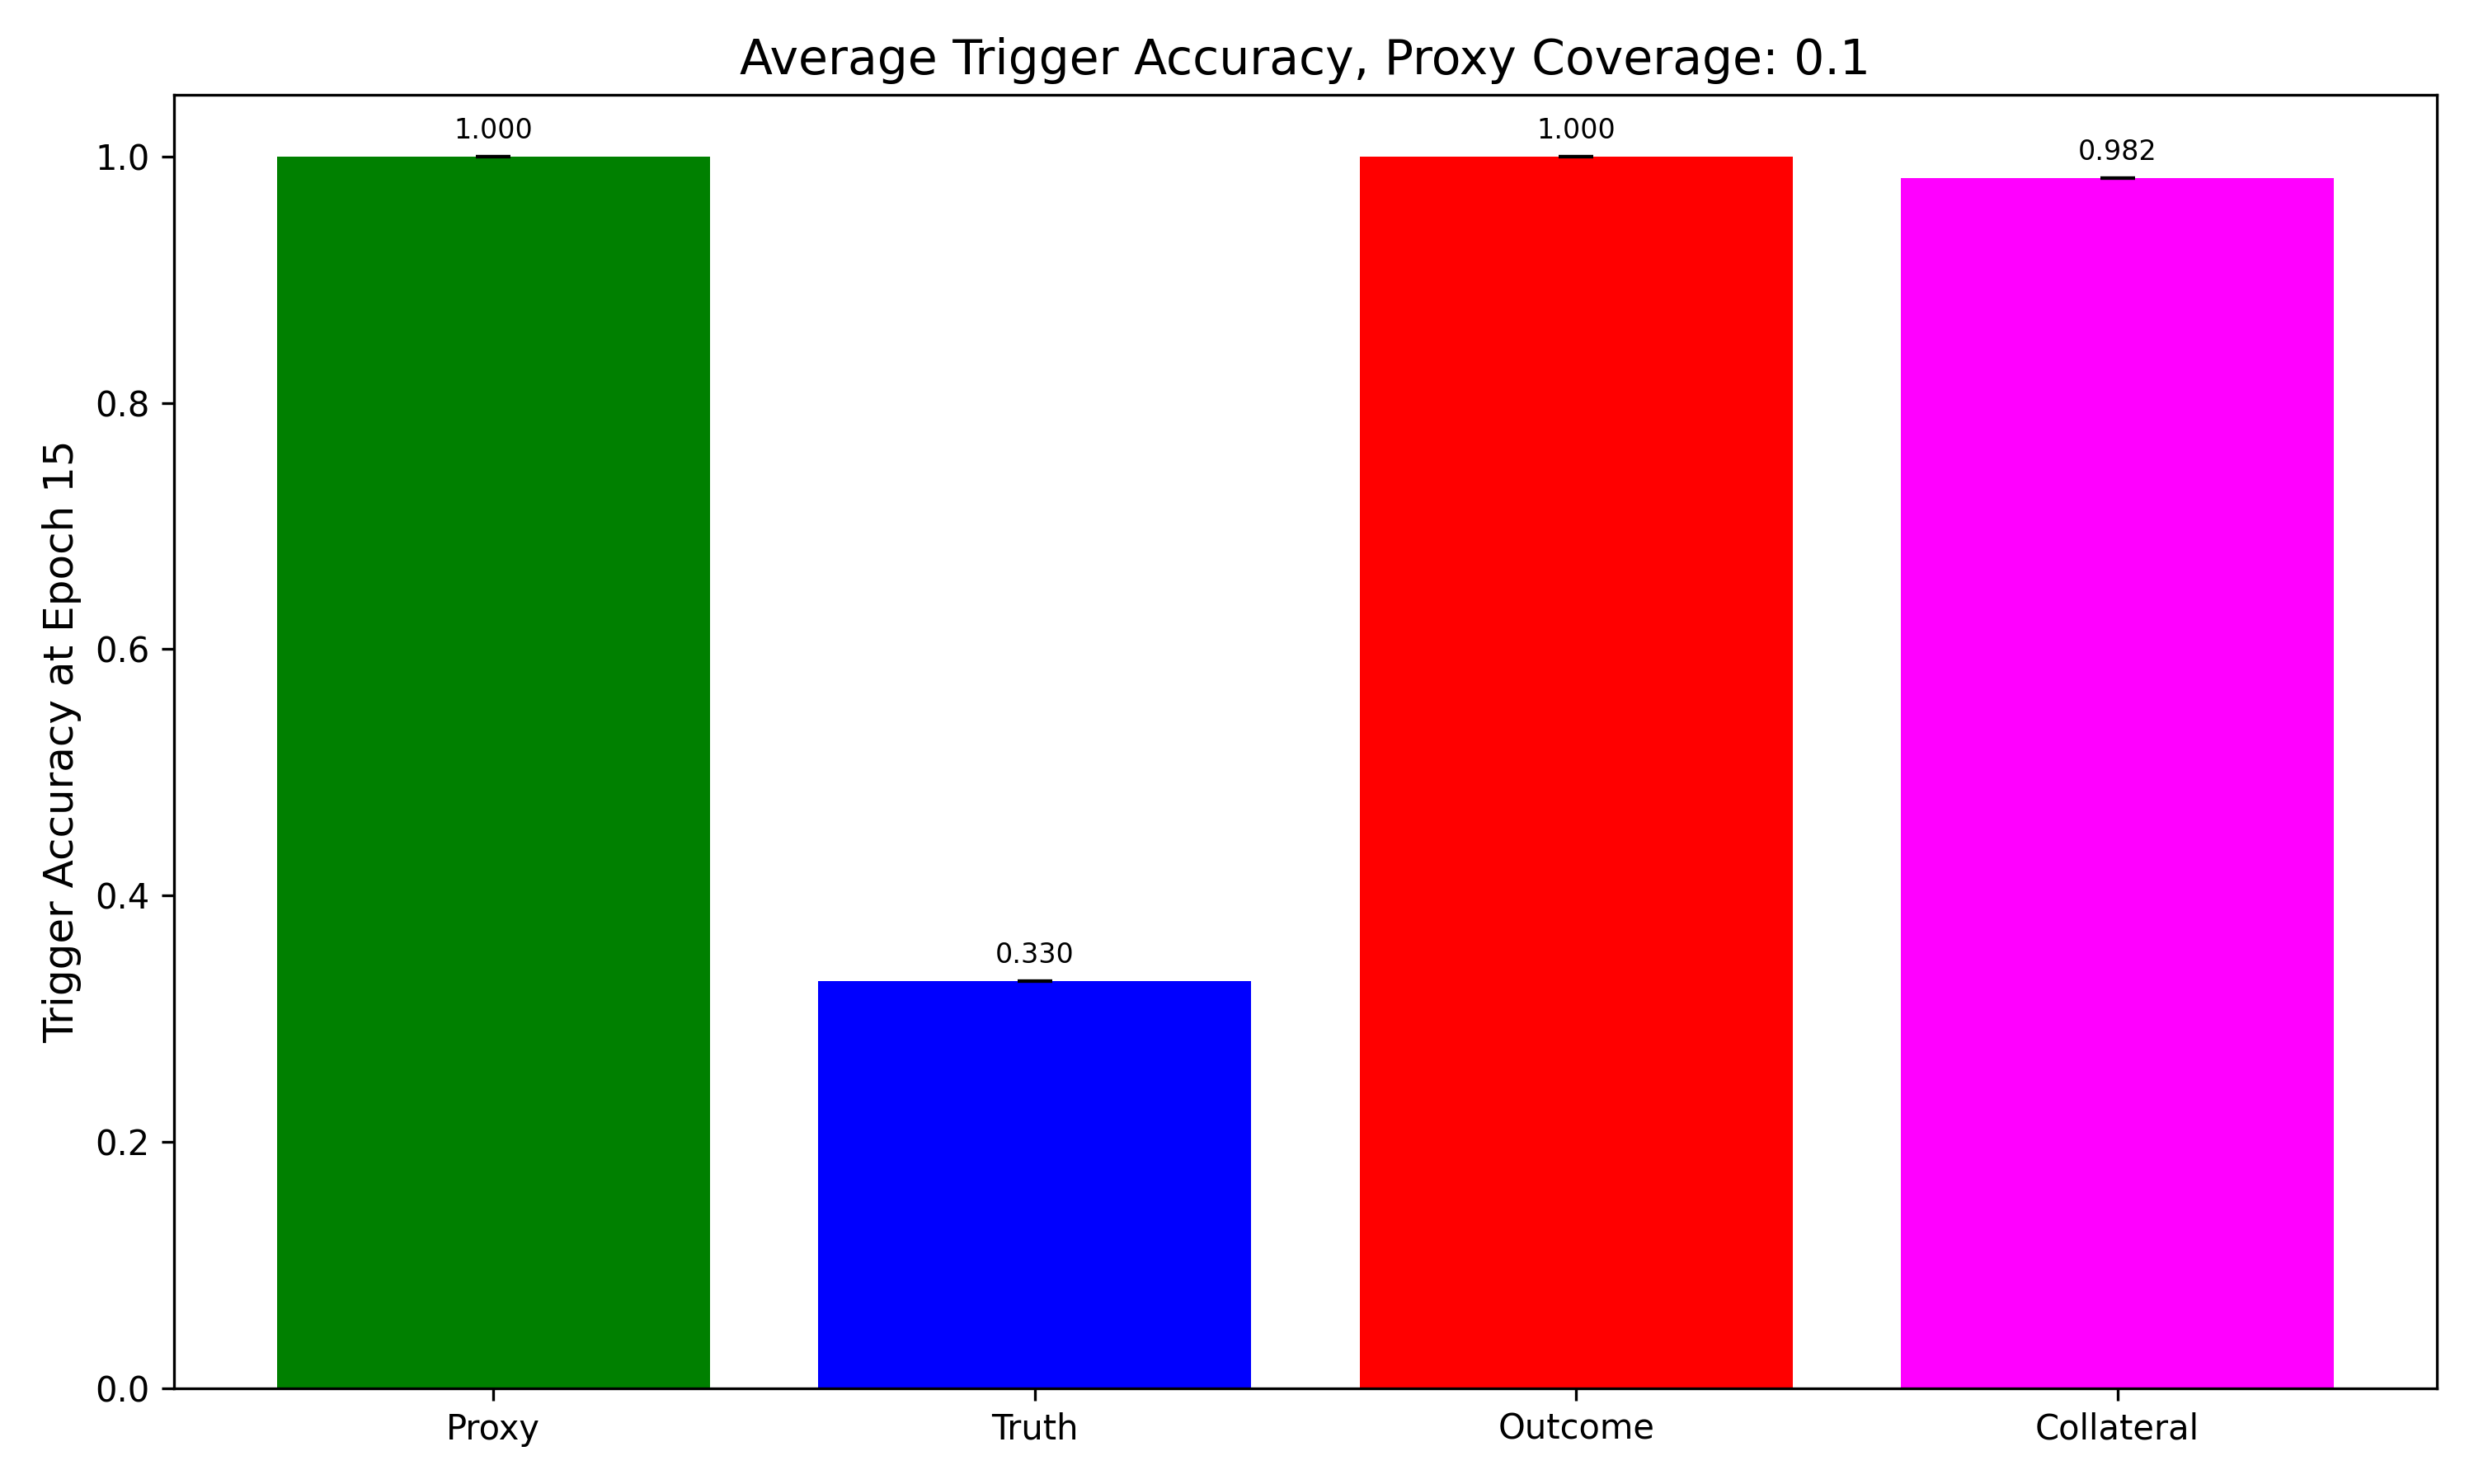 Average Trigger Accuracy, Proxy Coverage: 0.1
Trigger Accuracy at Epoch 15
1.0
0.8
0.6
0.4
0.2
0.0
1.000
0.330
1.000
0.982
Proxy
Truth
Outcome
Collateral